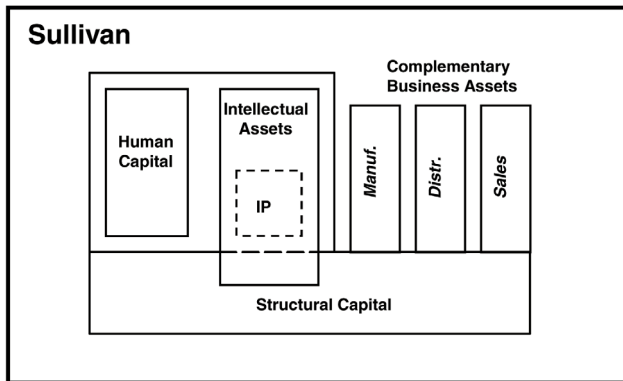 Sullivan
Complementary
Business Assets
Intellectual
Assets
Human
Capital
IP
Manuf.
Distr.
Sales
Structural Capital